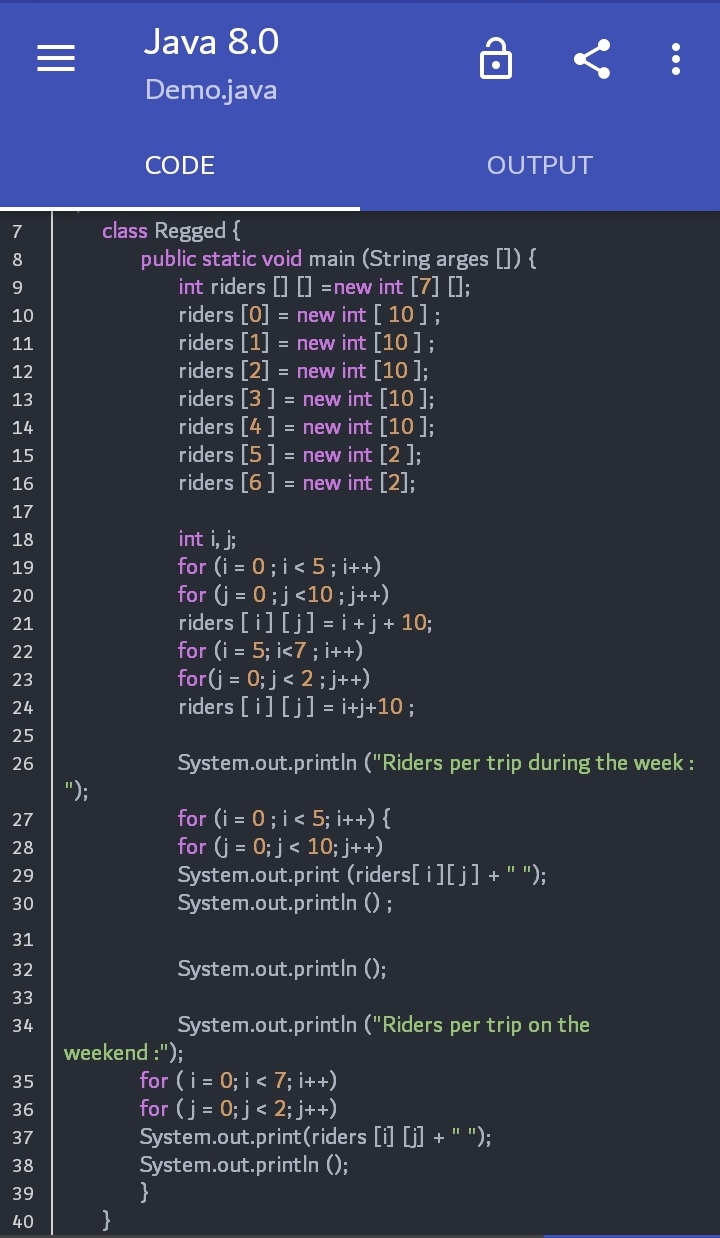 Java 8.0
Demo.java
CODE OUTPUT
7 class Regged {
8 public static void main (String arges []) {
9 int riders [] [] =new int [7] [];
10 riders [0] = new int [ 10 ] ;
11 riders [1] = new int [10 ] ;
12 riders [2] = new int [10 ];
13 riders [3 ] = new int [10 ];
14 riders [4 ] = new int [10 ];
15 riders [5 ] = new int [2 ];
16 riders [6 ] = new int [2];
17
18 int i, j;
19 for (i = 0 ; i < 5 ; i++)
20 for (j = 0 ; j <10 ; j++)
21 riders [ i ] [ j ] = i + j + 10;
22 for (i = 5; i<7 ; i++)
23 for(j = 0; j < 2 ; j++)
24 riders [ i ] [ j ] = i+j+10 ;
25
26 System.out.println ("Riders per trip during the week :
");
27 for (i = 0 ; i < 5; i++) {
28 for (j = 0; j < 10; j++)
29 System.out.print (riders[ i ][ j ] + " ");
30 System.out.println () ;
31
32 System.out.println ();
33
34 System.out.println ("Riders per trip on the
weekend :");
35 for ( i = 0; i < 7; i++)
36 for ( j = 0; j < 2; j++)
37 System.out.print(riders [i] [j] + " ");
38 System.out.println ();
39 }
40 }